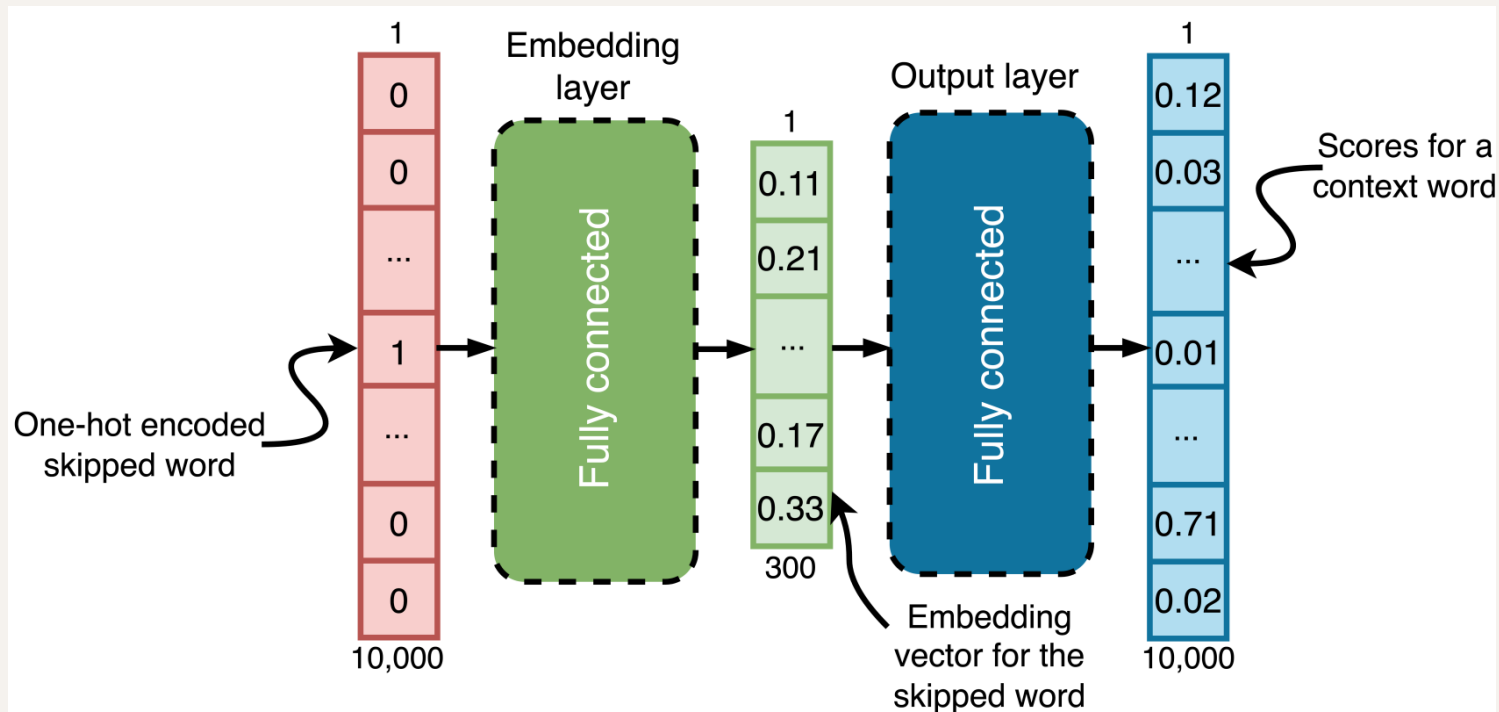 1
0
0
...
1
...
0
0
10,000
One-hot encoded
skipped word
Embedding
layer
Fully connected
1
0.11
0.21
...
0.17
0.33
300
Embedding
vector for the
skipped word
Output layer
Fully connected
1
0.12
0.03
...
0.01
...
0.71
0.02
10,000
Scores for a
context word